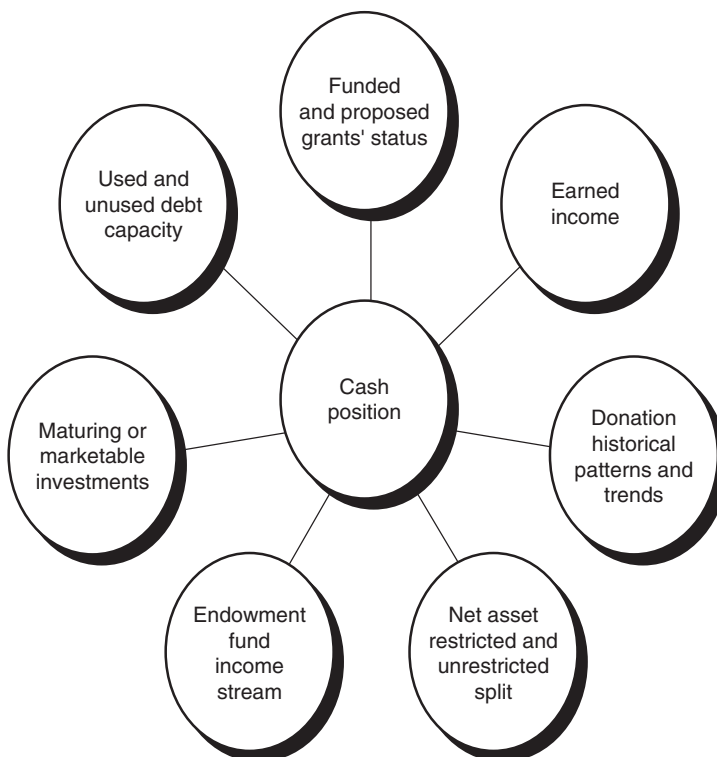 Funded
and proposed
grants' status
Used and
unused debt
capacity
Earned
income
Cash
position
Maturing or
marketable
investments
Donation
historical
patterns and
trends
Endowment
fund
income
stream
Net asset
restricted and
unrestricted
split